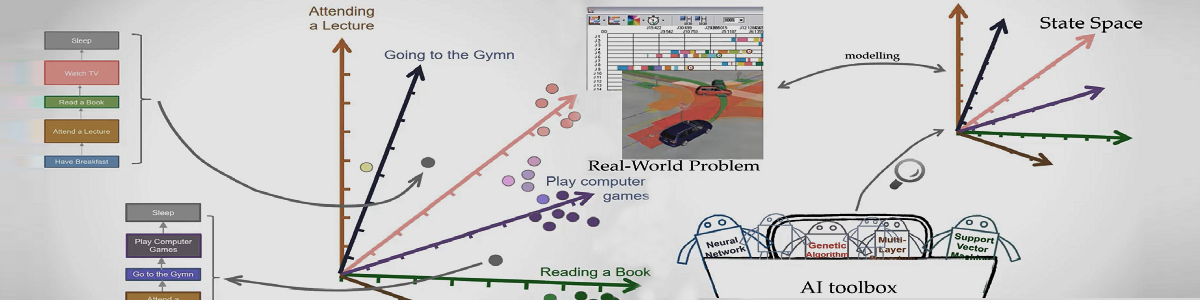 Sleep
Watch TV
Read a Book
Attend a Lecture
Have Breakfast
Sleep
Play Computer
Games
Go to the Gymn
Attend a
Attending
a Lecture
Going to the Gymn
Play computer
games
Reading a Book
Real-World Problem
modelling
State Space
Neural
Network
Genetic
Algorithm
Multi-
Layer
Support
Vector
AI toolbox